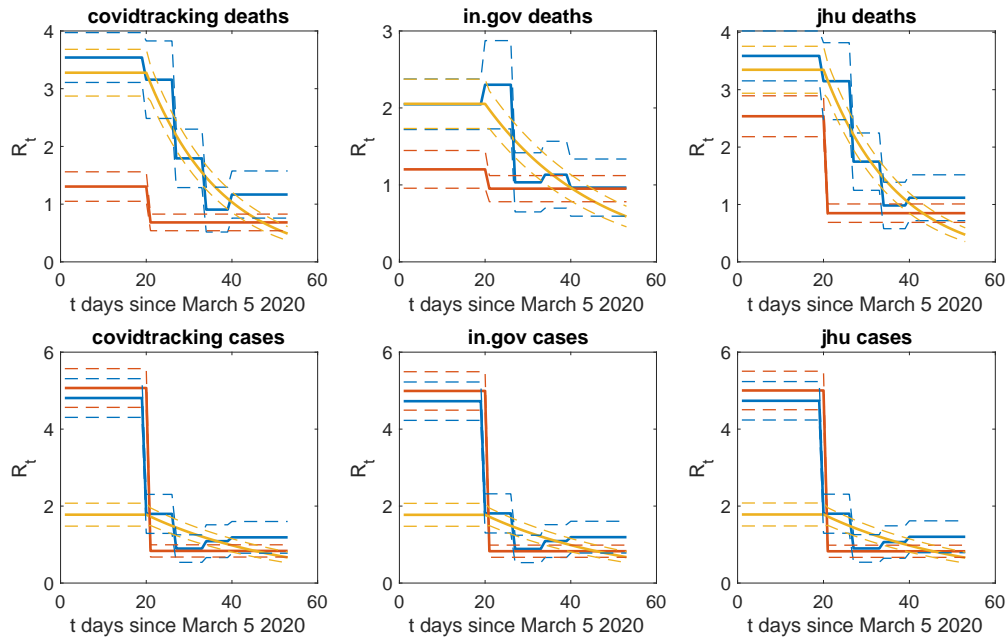 covidtracking deaths
in.gov deaths
jhu deaths
4
3
2
1
0
R_t
0 20 40 60
t days since March 5 2020
3
2
1
0
R_t
0 20 40 60
t days since March 5 2020
4
3
2
1
0
R_t
0 20 40 60
t days since March 5 2020
covidtracking cases
in.gov cases
jhu cases
6
4
2
0
R_t
0 20 40 60
t days since March 5 2020
6
4
2
0
R_t
0 20 40 60
t days since March 5 2020
6
4
2
0
R_t
0 20 40 60
t days since March 5 2020